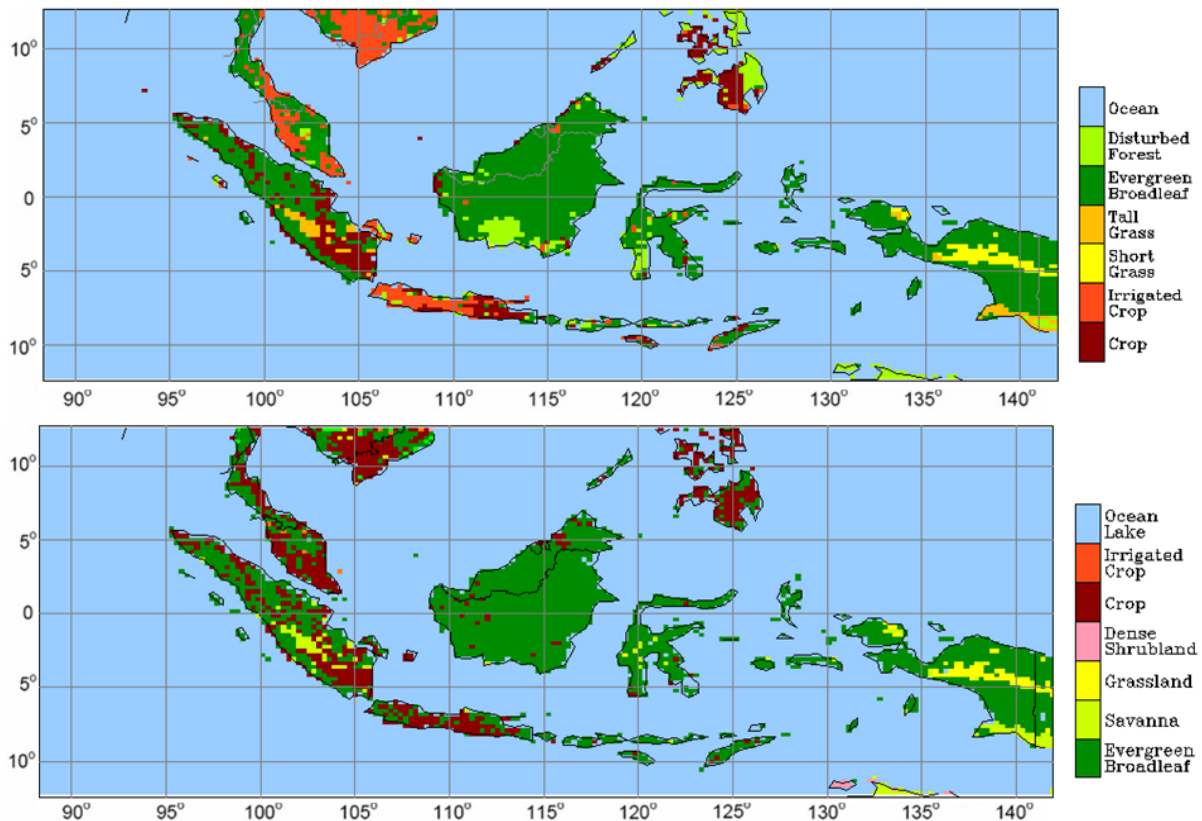 10°
5°
0
5°
10°
90°
95°
100°
105°
110°
115°
120°
125°
130°
135°
140°
Ocean
Disturbed
Forest
Evergreen
Broadleaf
Tall
Grass
Short
Grass
Irrigated
Crop
Crop
10°
5°
0
5°
10°
90°
95°
100°
105°
110°
115°
120°
125°
130°
135°
140°
Ocean
Lake
Irrigated
Crop
Crop
Dense
Shrubland
Grassland
Savanna
Evergreen
Broadleaf